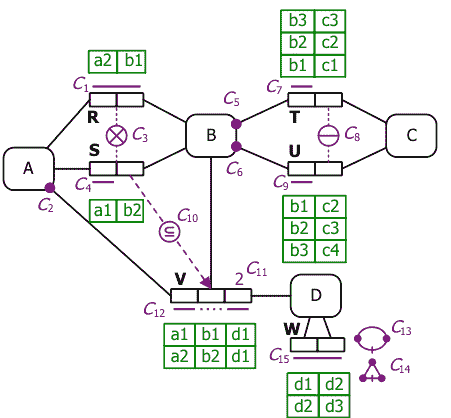 b3 c3
a2 b1
b2 c2
b1 c1
C1
C7
R
C3
B
C5
T
C8
C
A
S
C6
U
C4
C9
C2
a1 b2
C10
⊆
b1 c2
b2 c3
b3 c4
V
2
C11
D
C12
W
C13
a1 b1 d1
a2 b2 d1
C15
C14
d1 d2
d2 d3